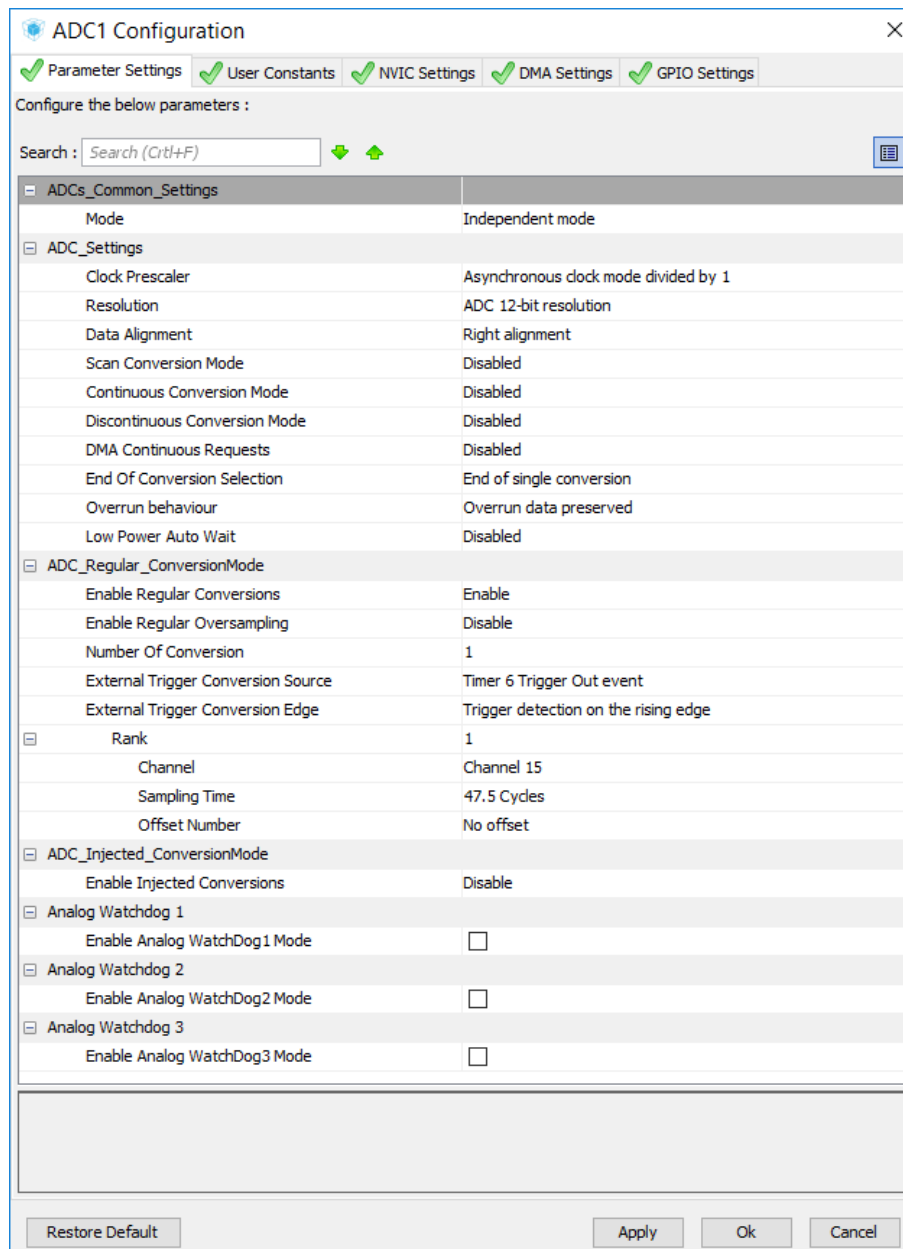 ADC1 Configuration
Parameter Settings User Constants NVIC Settings DMA Settings GPIO Settings
Configure the below parameters :
Search : Search (Crtl+F)
ADCs_Common_Settings
Mode Independent mode
ADC_Settings
Clock Prescaler Asynchronous clock mode divided by 1
Resolution ADC 12-bit resolution
Data Alignment Right alignment
Scan Conversion Mode Disabled
Continuous Conversion Mode Disabled
Discontinuous Conversion Mode Disabled
DMA Continuous Requests Disabled
End Of Conversion Selection End of single conversion
Overrun behaviour Overrun data preserved
Low Power Auto Wait Disabled
ADC_Regular_ConversionMode
Enable Regular Conversions Enable
Enable Regular Oversampling Disable
Number Of Conversion 1
External Trigger Conversion Source Timer 6 Trigger Out event
External Trigger Conversion Edge Trigger detection on the rising edge
Rank 1
Channel Channel 15
Sampling Time 47.5 Cycles
Offset Number No offset
ADC_Injected_ConversionMode
Enable Injected Conversions Disable
Analog Watchdog 1
Enable Analog WatchDog1 Mode
Analog Watchdog 2
Enable Analog WatchDog2 Mode
Analog Watchdog 3
Enable Analog WatchDog3 Mode
Restore Default Apply Ok Cancel